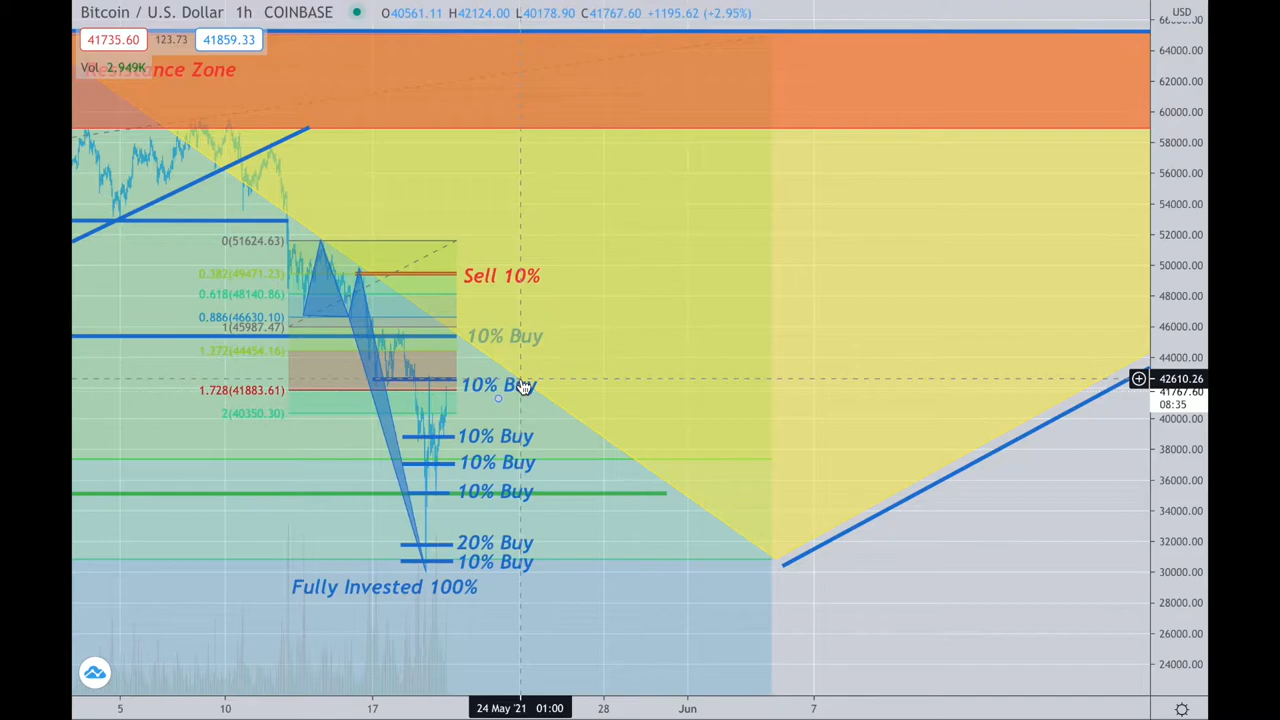 Bitcoin / U.S. Dollar 1h COINBASE O40561.11 H42124.00 L40178.90 C41767.60 +1195.62 (+2.95%)
USD
41735.60 123.73 41859.33
Vol 2.949K
Resistance Zone
64000.00
62000.00
60000.00
58000.00
56000.00
54000.00
52000.00
50000.00
48000.00
46000.00
44000.00
42610.26
41767.60
08:35
40000.00
38000.00
36000.00
34000.00
32000.00
30000.00
28000.00
26000.00
24000.00
0(51624.63)
0.382(49471.23)
0.618(48140.86)
0.886(46630.10)
1(45987.47)
1.272(44454.16)
1.728(41883.61)
2(40350.30)
Sell 10%
10% Buy
10% Buy
10% Buy
10% Buy
10% Buy
20% Buy
10% Buy
Fully Invested 100%
5 10 17 24 May '21 01:00 28 Jun 7